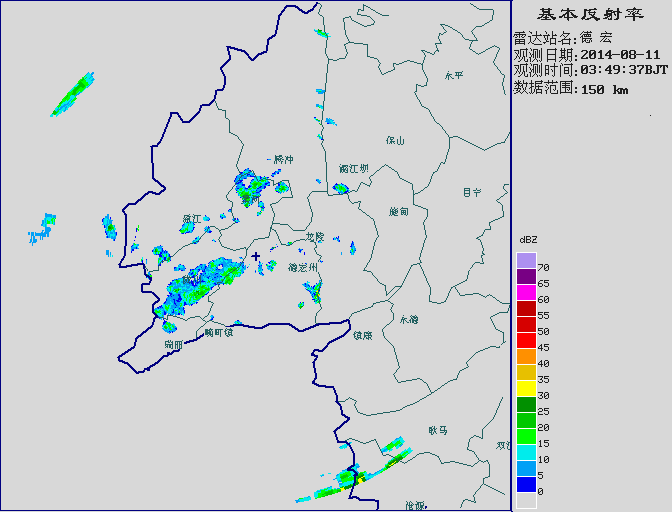 基本反射率
雷达站名:德 宏
观测日期:2014-08-11
观测时间:03:49:37BJT
数据范围:150 km
永平
保山
腾冲
潞江坝
昌宁
施甸
盈江
龙陵
德宏州
永德
镇康
畹町镇
瑞丽
耿马
双江
沧源
dBZ
70
65
60
55
50
45
40
35
30
25
20
15
10
5
0